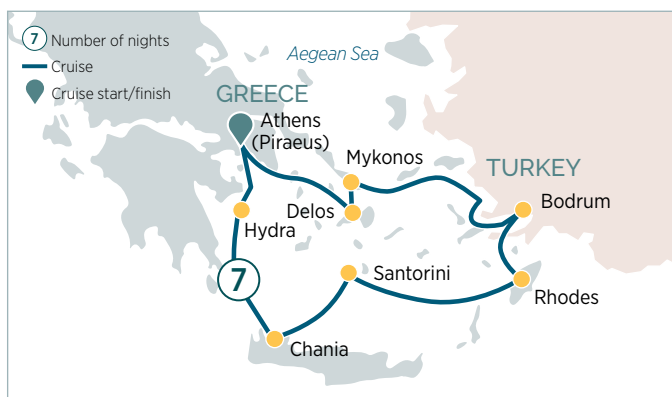 7 Number of nights
Cruise
Cruise start/finish
Aegean Sea
GREECE
Athens
(Piraeus)
Mykonos
TURKEY
Bodrum
Delos
Hydra
Santorini
7
Rhodes
Chania